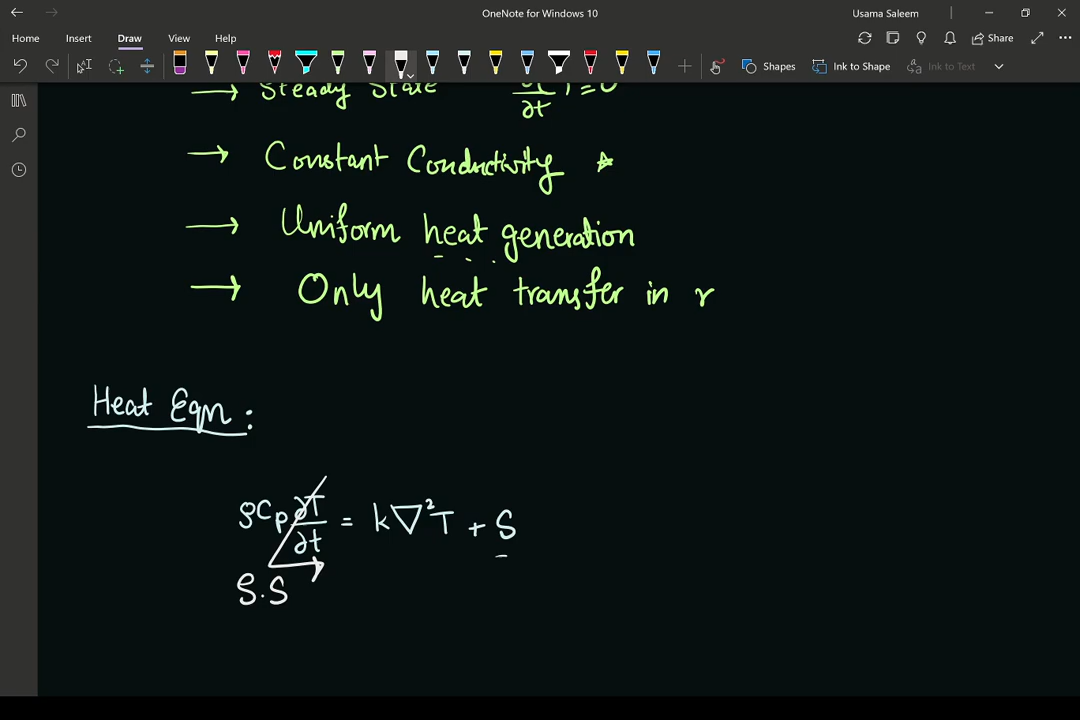 OneNote for Windows 10
Usama Saleem
Home Insert Draw View Help
Share
Shapes Ink to Shape Ink to Text
→ Steady State ∂/∂t T = 0
→ Constant Conductivity *
→ Uniform heat generation
→ Only heat transfer in r
Heat Eqn :
ρCp ∂T/∂t = k∇²T + S
S.S